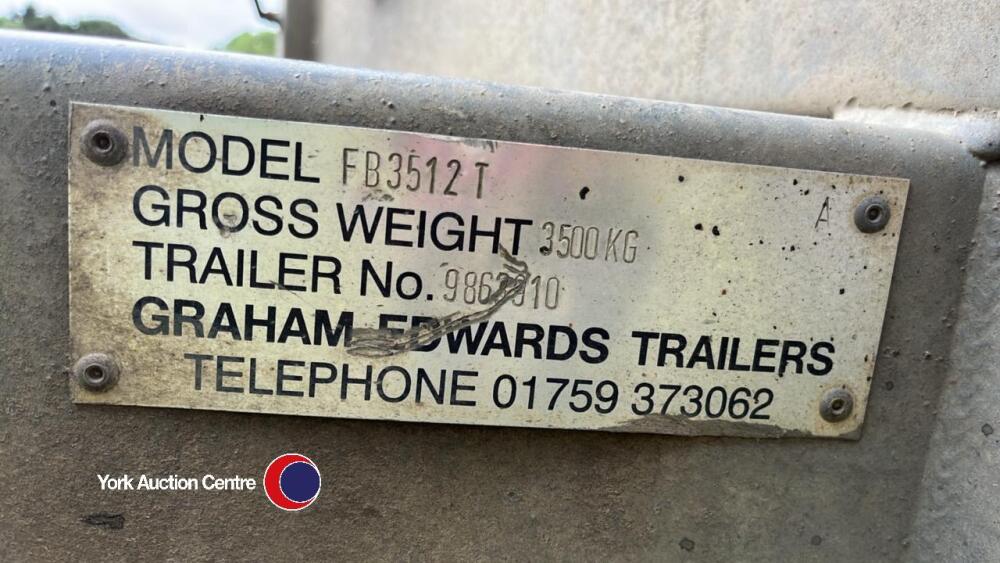 MODEL FB3512 T
A
GROSS WEIGHT 3500 KG
TRAILER No.
GRAHAM EDWARDS TRAILERS
TELEPHONE 01759 373062
York Auction Centre